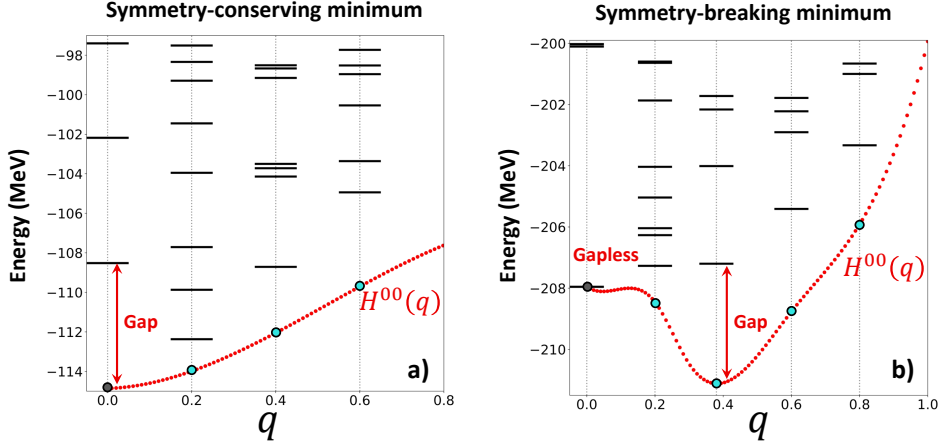 Symmetry-conserving minimum
Energy (MeV)
−98
−100
−102
−104
−106
−108
−110
−112
−114
Gap
H⁰⁰(q)
a)
0.0 0.2 0.4 0.6 0.8
q
Symmetry-breaking minimum
Energy (MeV)
−200
−202
−204
−206
−208
−210
Gapless
Gap
H⁰⁰(q)
b)
0.0 0.2 0.4 0.6 0.8 1.0
q